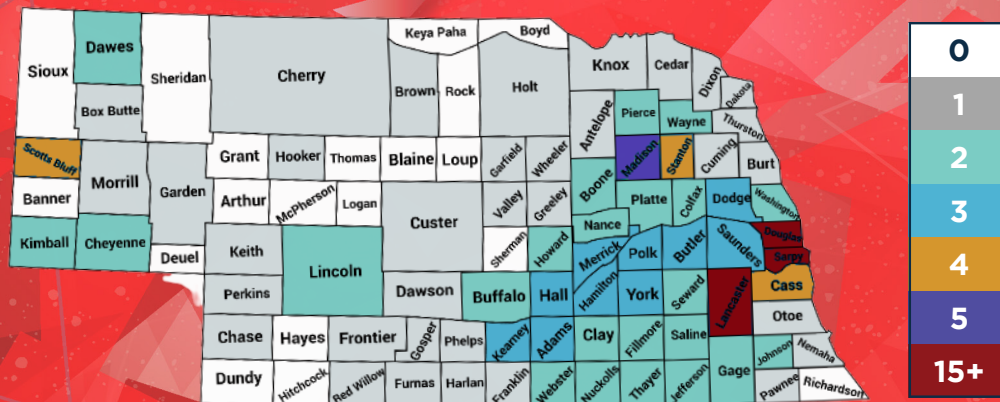 Keya Paha
Boyd
Sioux
Dawes
Sheridan
Cherry
Brown
Rock
Holt
Knox
Cedar
Dixon
Dakota
Box Butte
Antelope
Pierce
Wayne
Thurston
Scotts Bluff
Morrill
Garden
Grant
Hooker
Thomas
Blaine
Loup
Garfield
Wheeler
Madison
Stanton
Cuming
Burt
Banner
Arthur
McPherson
Logan
Custer
Valley
Greeley
Boone
Platte
Colfax
Dodge
Washington
Kimball
Cheyenne
Deuel
Keith
Lincoln
Sherman
Howard
Nance
Merrick
Polk
Butler
Saunders
Douglas
Sarpy
Perkins
Dawson
Buffalo
Hall
Hamilton
York
Seward
Lancaster
Cass
Otoe
Chase
Hayes
Frontier
Gosper
Phelps
Kearney
Adams
Clay
Fillmore
Saline
Johnson
Nemaha
Dundy
Hitchcock
Red Willow
Furnas
Harlan
Franklin
Webster
Nuckolls
Thayer
Jefferson
Gage
Pawnee
Richardson
0
1
2
3
4
5
15+